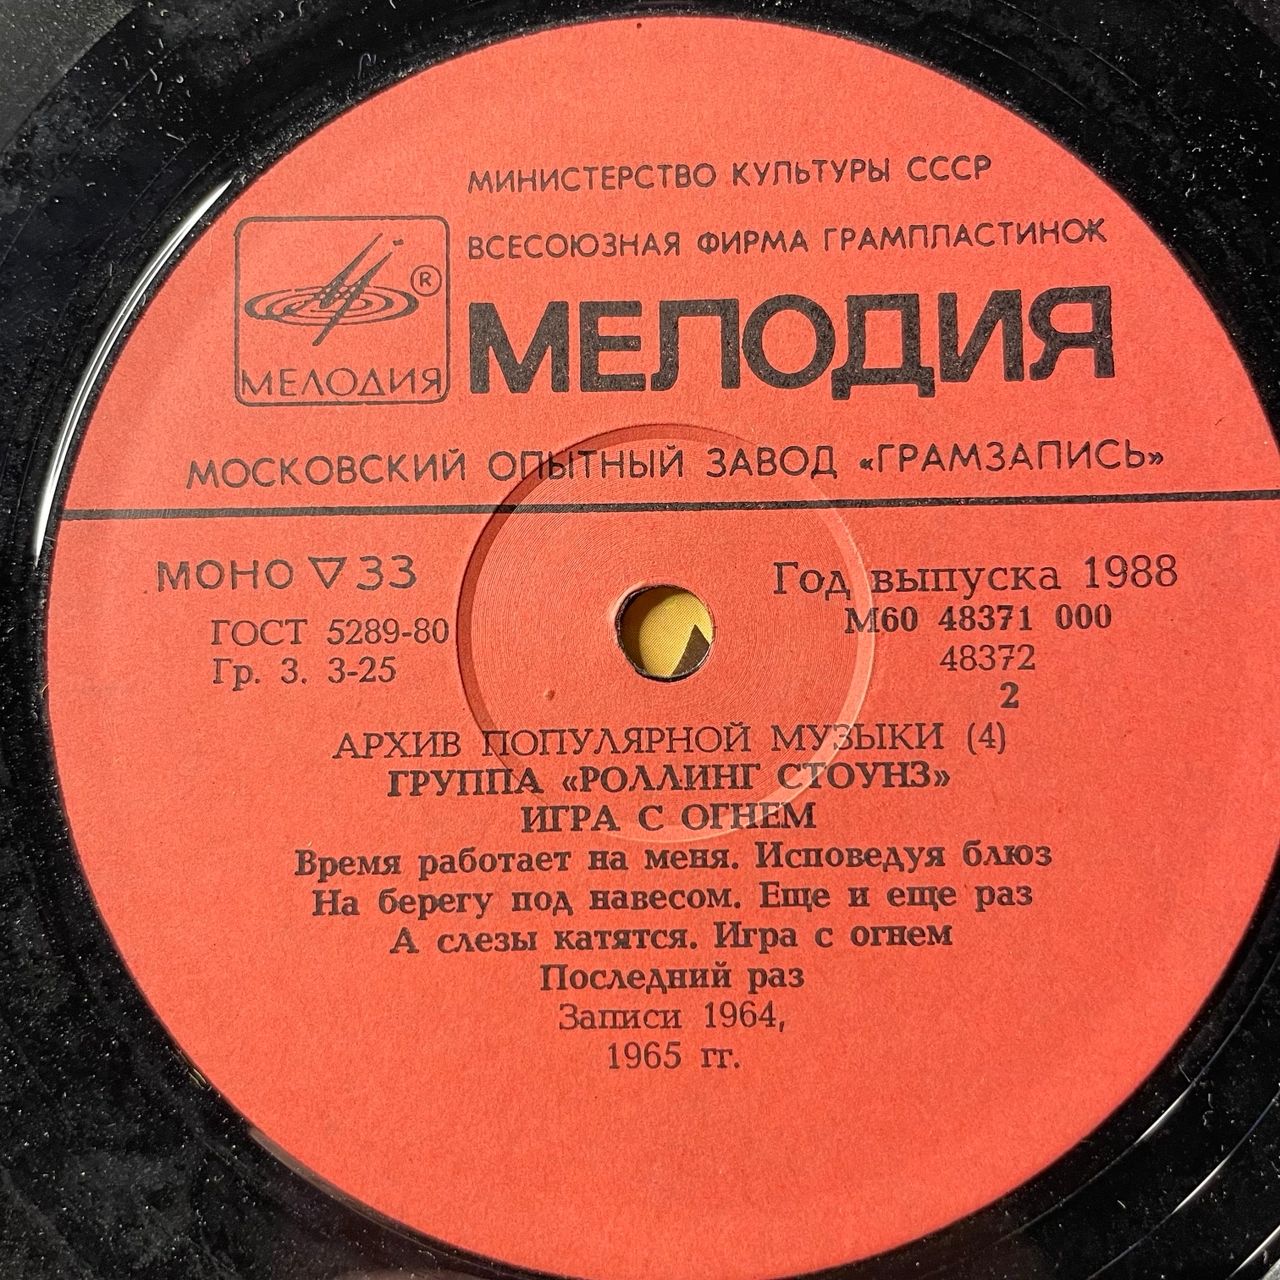 МИНИСТЕРСТВО КУЛЬТУРЫ СССР
ВСЕСОЮЗНАЯ ФИРМА ГРАМПЛАСТИНОК
®
МЕЛОДИЯ
МЕЛОДИЯ
МОСКОВСКИЙ ОПЫТНЫЙ ЗАВОД «ГРАМЗАПИСЬ»
МОНО ▽ 33
Год выпуска 1988
ГОСТ 5289-80
М60 48371 000
Гр. 3. 3-25
48372
2
АРХИВ ПОПУЛЯРНОЙ МУЗЫКИ (4)
ГРУППА «РОЛЛИНГ СТОУНЗ»
ИГРА С ОГНЕМ
Время работает на меня. Исповедуя блюз
На берегу под навесом. Еще и еще раз
А слезы катятся. Игра с огнем
Последний раз
Записи 1964,
1965 гг.